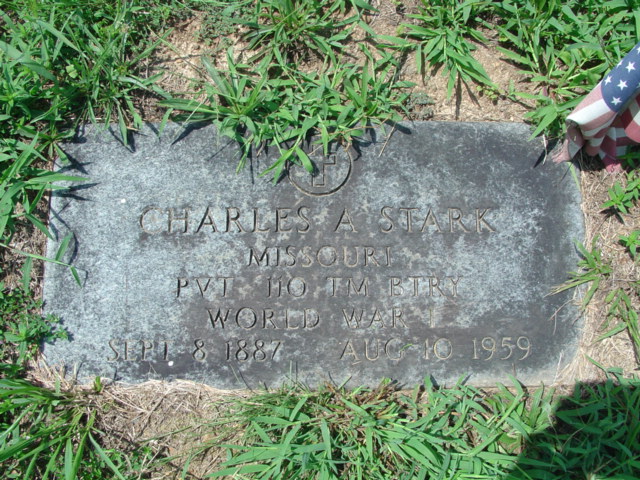 CHARLES A STARK
MISSOURI
PVT 110 TM BTRY
WORLD WAR I
SEPT 8 1887 AUG 10 1959